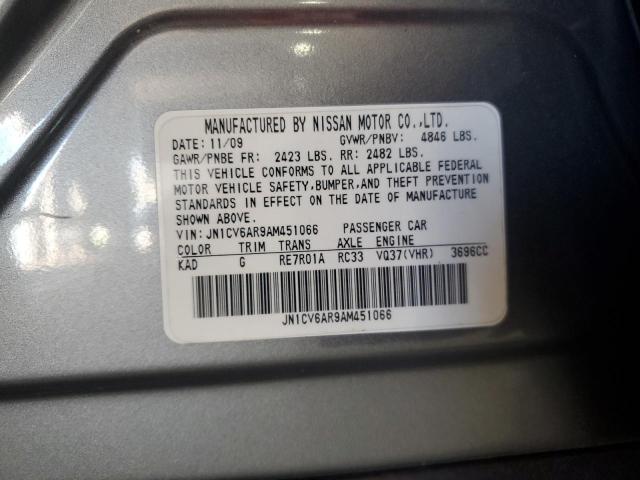 MANUFACTURED BY NISSAN MOTOR CO.,LTD.
DATE: 11/09 GVWR/PNBV: 4846 LBS.
GAWR/PNBE FR: 2423 LBS. RR: 2482 LBS.
THIS VEHICLE CONFORMS TO ALL APPLICABLE FEDERAL
MOTOR VEHICLE SAFETY,BUMPER,AND THEFT PREVENTION
STANDARDS IN EFFECT ON THE DATE OF MANUFACTURE
SHOWN ABOVE.
VIN: JN1CV6AR9AM451066 PASSENGER CAR
COLOR TRIM TRANS AXLE ENGINE
KAD G RE7R01A RC33 VQ37(VHR) 3696CC
JN1CV6AR9AM451066